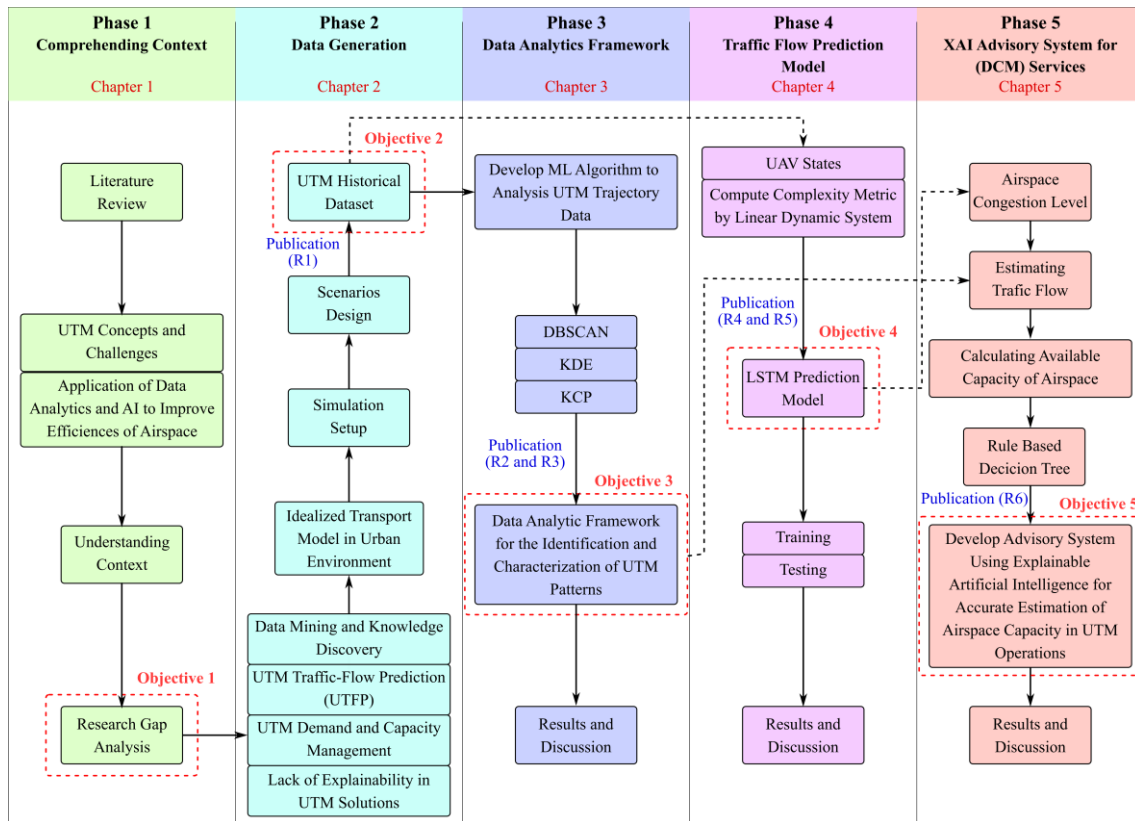 Phase 1
Comprehending Context
Chapter 1
Phase 2
Data Generation
Chapter 2
Phase 3
Data Analytics Framework
Chapter 3
Phase 4
Traffic Flow Prediction
Model
Chapter 4
Phase 5
XAI Advisory System for
(DCM) Services
Chapter 5
Literature
Review
UTM Concepts and
Challenges
Application of Data
Analytics and AI to Improve
Efficiences of Airspace
Understanding
Context
Objective 1
Research Gap
Analysis
Objective 2
UTM Historical
Dataset
Publication
(R1)
Scenarios
Design
Simulation
Setup
Idealized Transport
Model in Urban
Environment
Data Mining and Knowledge
Discovery
UTM Traffic-Flow Prediction
(UTFP)
UTM Demand and Capacity
Management
Lack of Explainability in
UTM Solutions
Develop ML Algorithm to
Analysis UTM Trajectory
Data
DBSCAN
KDE
KCP
Publication
(R2 and R3)
Objective 3
Data Analytic Framework
for the Identification and
Characterization of UTM
Patterns
Results and
Discussion
UAV States
Compute Complexity Metric
by Linear Dynamic System
Publication
(R4 and R5)
Objective 4
LSTM Prediction
Model
Training
Testing
Results and
Discussion
Airspace
Congestion Level
Estimating
Trafic Flow
Calculating Available
Capacity of Airspace
Rule Based
Decicion Tree
Publication (R6)
Objective 5
Develop Advisory System
Using Explainable
Artificial Intelligence for
Accurate Estimation of
Airspace Capacity in UTM
Operations
Results and
Discussion